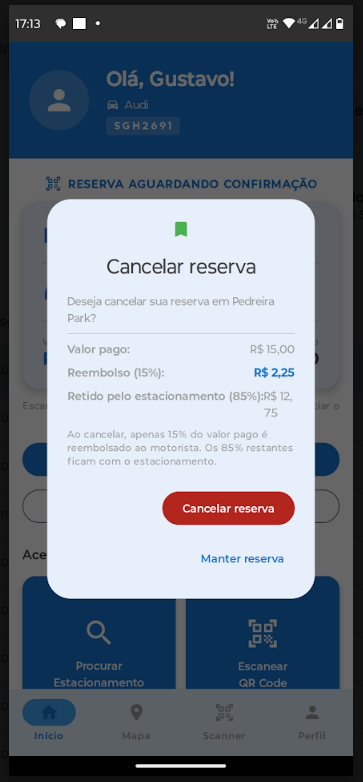 17:13
4G
Olá, Gustavo!
Audi
SGH2691
RESERVA AGUARDANDO CONFIRMAÇÃO
Cancelar reserva
Deseja cancelar sua reserva em Pedreira
Park?
Valor pago: R$ 15,00
Reembolso (15%): R$ 2,25
Retido pelo estacionamento (85%):R$ 12,
75
Ao cancelar, apenas 15% do valor pago é
reembolsado ao motorista. Os 85% restantes
ficam com o estacionamento.
Cancelar reserva
Manter reserva
Procurar
Estacionamento
Escanear
QR Code
Início
Mapa
Scanner
Perfil